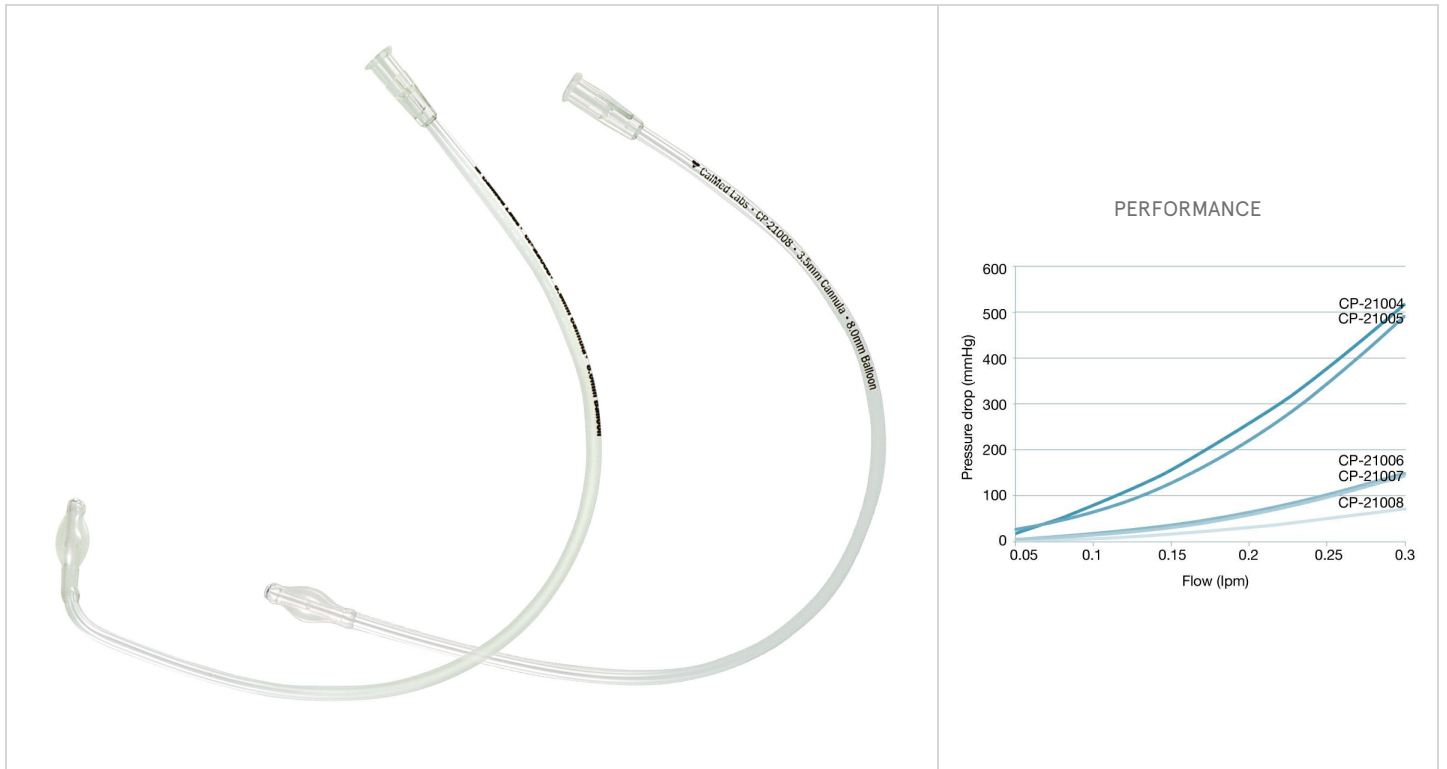 CalMed Labs • CP-21008 • 3.5mm Cannula • 8.0mm Balloon
PERFORMANCE
600
500
400
300
200
100
0
Pressure drop (mmHg)
CP-21004
CP-21005
CP-21006
CP-21007
CP-21008
0.05 0.1 0.15 0.2 0.25 0.3
Flow (lpm)